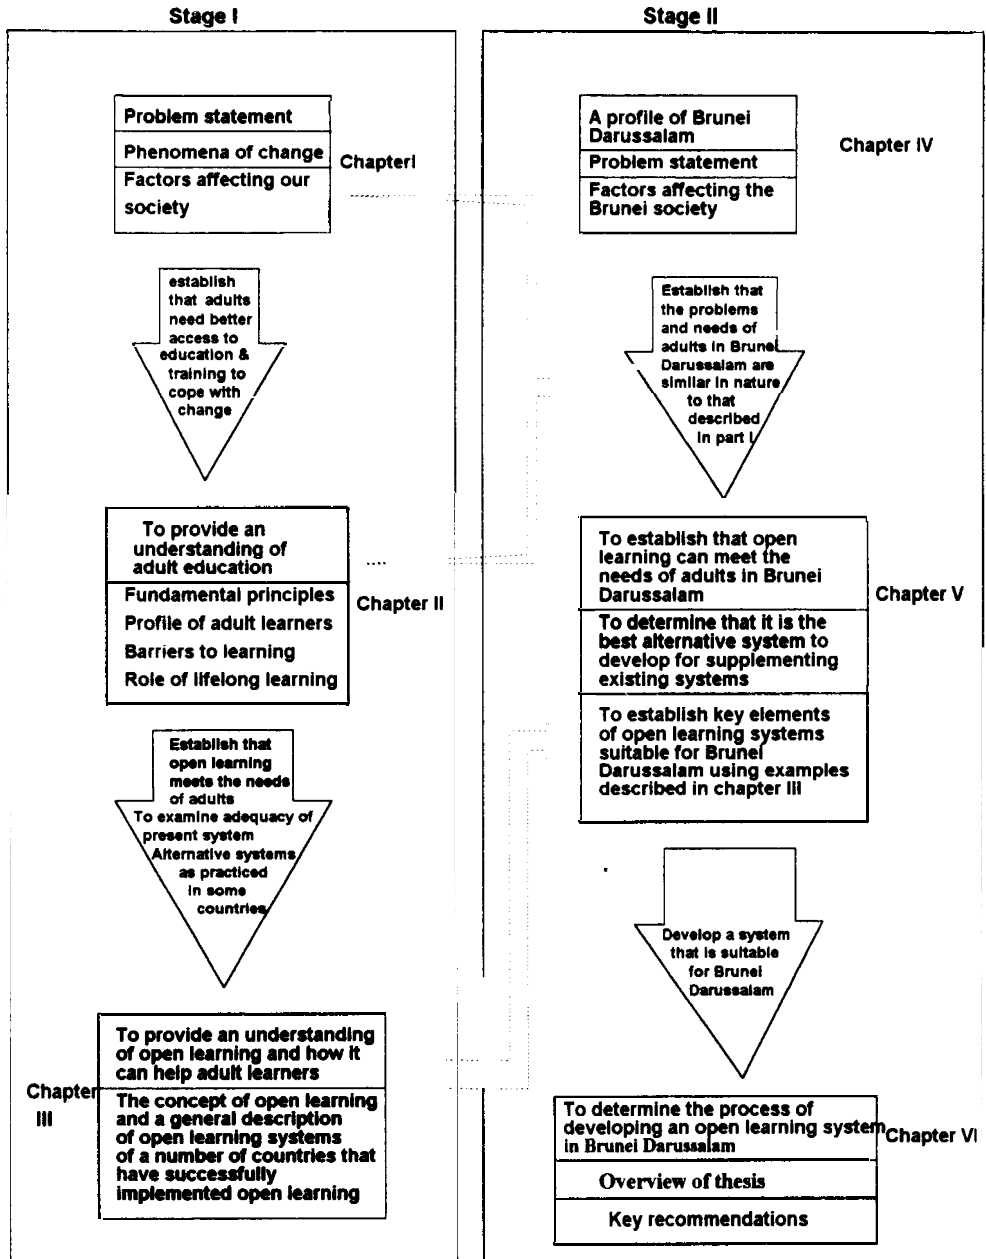 Stage I
Problem statement
Phenomena of change
Factors affecting our
society
ChapterI
establish
that adults
need better
access to
education &
training to
cope with
change
To provide an
understanding of
adult education
Fundamental principles
Profile of adult learners
Barriers to learning
Role of lifelong learning
Chapter II
Establish that
open learning
meets the needs
of adults
To examine adequacy of
present system
Alternative systems
as practiced
in some
countries
To provide an understanding
of open learning and how it
can help adult learners
Chapter
III
The concept of open learning
and a general description
of open learning systems
of a number of countries that
have successfully
implemented open learning
Stage II
A profile of Brunei
Darussalam
Problem statement
Factors affecting the
Brunei society
Chapter IV
Establish that
the problems
and needs of
adults in Brunei
Darussalam are
similar in nature
to that
described
in part I.
To establish that open
learning can meet the
needs of adults in Brunei
Darussalam
To determine that it is the
best alternative system to
develop for supplementing
existing systems
To establish key elements
of open learning systems
suitable for Brunei
Darussalam using examples
described in chapter III
Chapter V
Develop a system
that is suitable
for Brunei
Darussalam
To determine the process of
developing an open learning system
in Brunei Darussalam
Overview of thesis
Key recommendations
Chapter VI